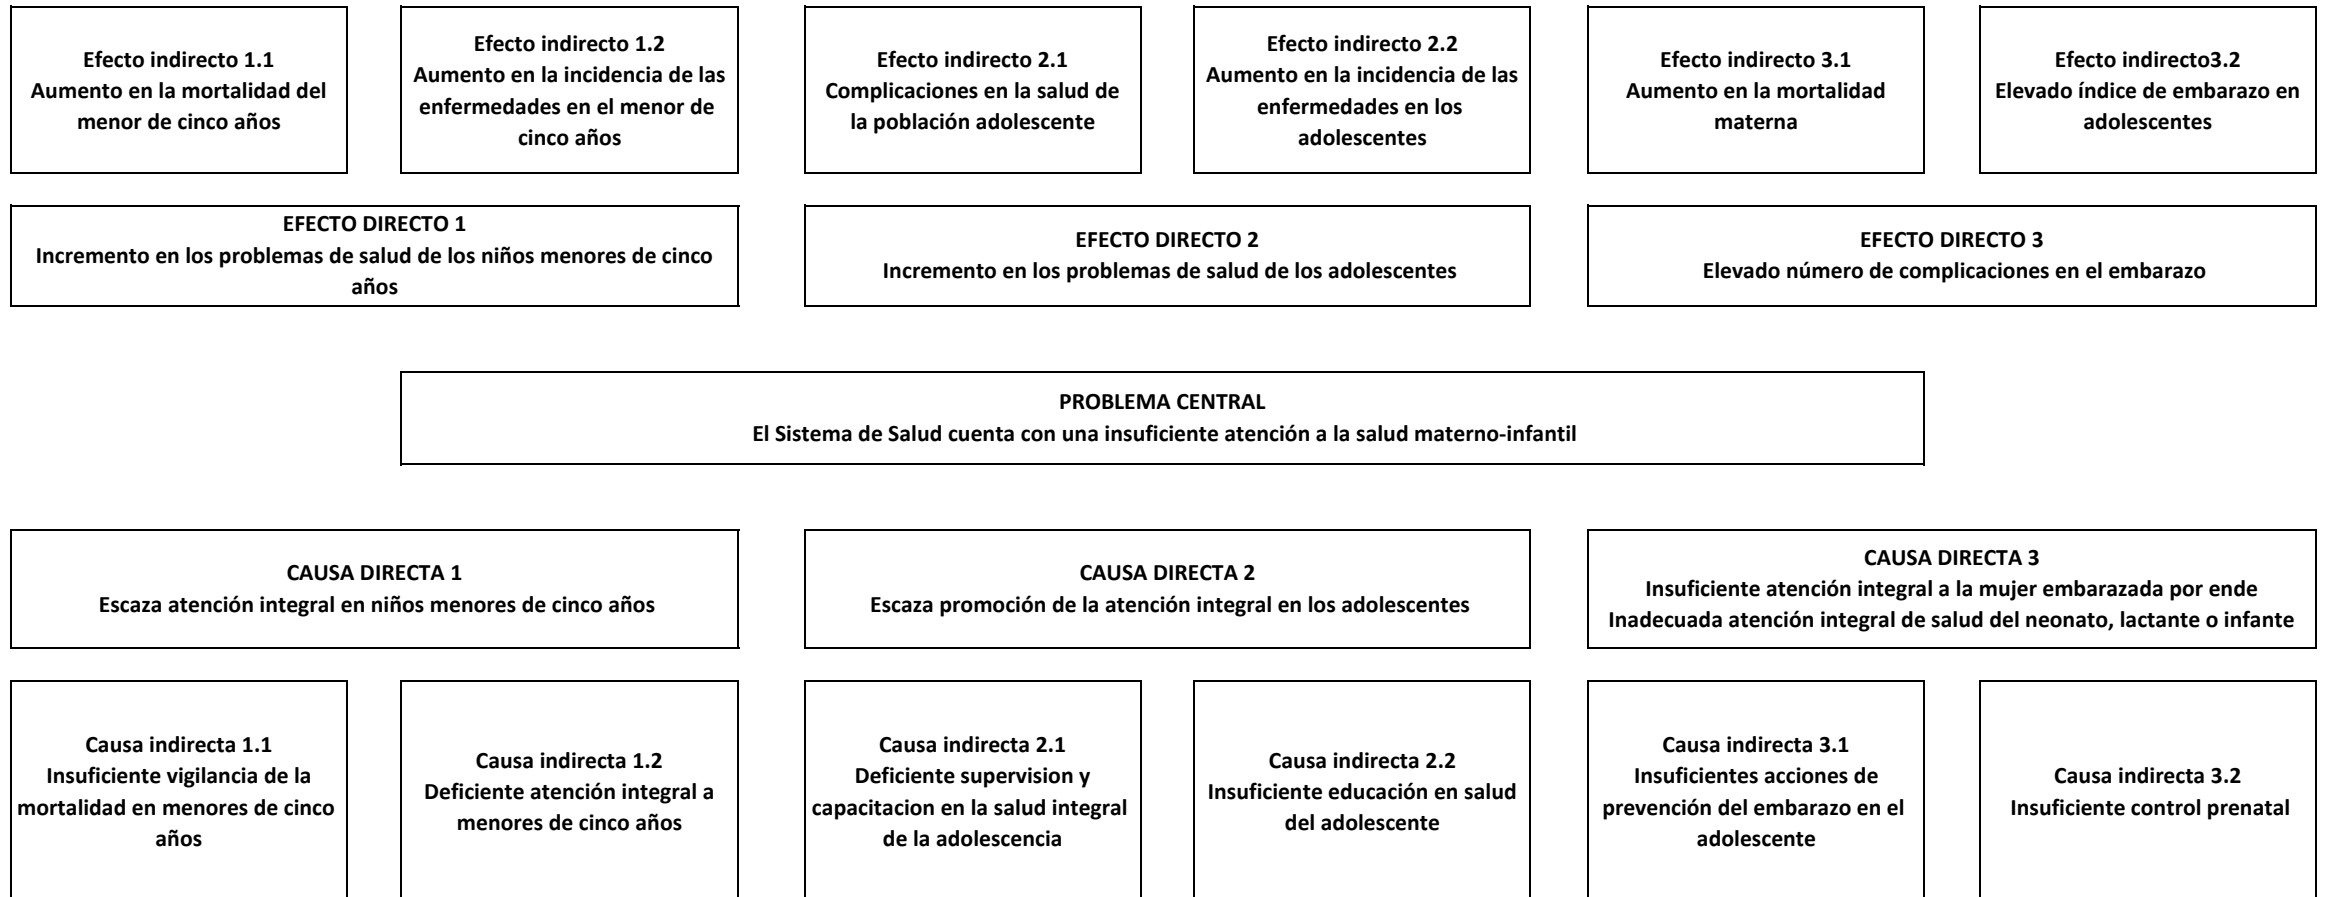 Efecto indirecto 1.1
Aumento en la mortalidad del
menor de cinco años
Efecto indirecto 1.2
Aumento en la incidencia de las
enfermedades en el menor de
cinco años
Efecto indirecto 2.1
Complicaciones en la salud de
la población adolescente
Efecto indirecto 2.2
Aumento en la incidencia de las
enfermedades en los
adolescentes
Efecto indirecto 3.1
Aumento en la mortalidad
materna
Efecto indirecto3.2
Elevado índice de embarazo en
adolescentes
EFECTO DIRECTO 1
Incremento en los problemas de salud de los niños menores de cinco
años
EFECTO DIRECTO 2
Incremento en los problemas de salud de los adolescentes
EFECTO DIRECTO 3
Elevado número de complicaciones en el embarazo
PROBLEMA CENTRAL
El Sistema de Salud cuenta con una insuficiente atención a la salud materno-infantil
CAUSA DIRECTA 1
Escaza atención integral en niños menores de cinco años
CAUSA DIRECTA 2
Escaza promoción de la atención integral en los adolescentes
CAUSA DIRECTA 3
Insuficiente atención integral a la mujer embarazada por ende
Inadecuada atención integral de salud del neonato, lactante o infante
Causa indirecta 1.1
Insuficiente vigilancia de la
mortalidad en menores de cinco
años
Causa indirecta 1.2
Deficiente atención integral a
menores de cinco años
Causa indirecta 2.1
Deficiente supervision y
capacitacion en la salud integral
de la adolescencia
Causa indirecta 2.2
Insuficiente educación en salud
del adolescente
Causa indirecta 3.1
Insuficientes acciones de
prevención del embarazo en el
adolescente
Causa indirecta 3.2
Insuficiente control prenatal